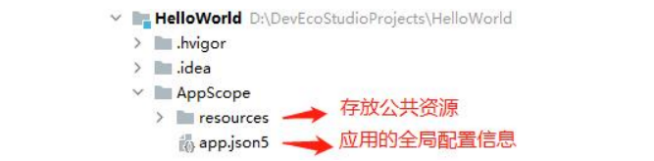 HelloWorld D:\DevEcoStudioProjects\HelloWorld
.hvigor
.idea
AppScope
resources 存放公共资源
app.json5 应用的全局配置信息